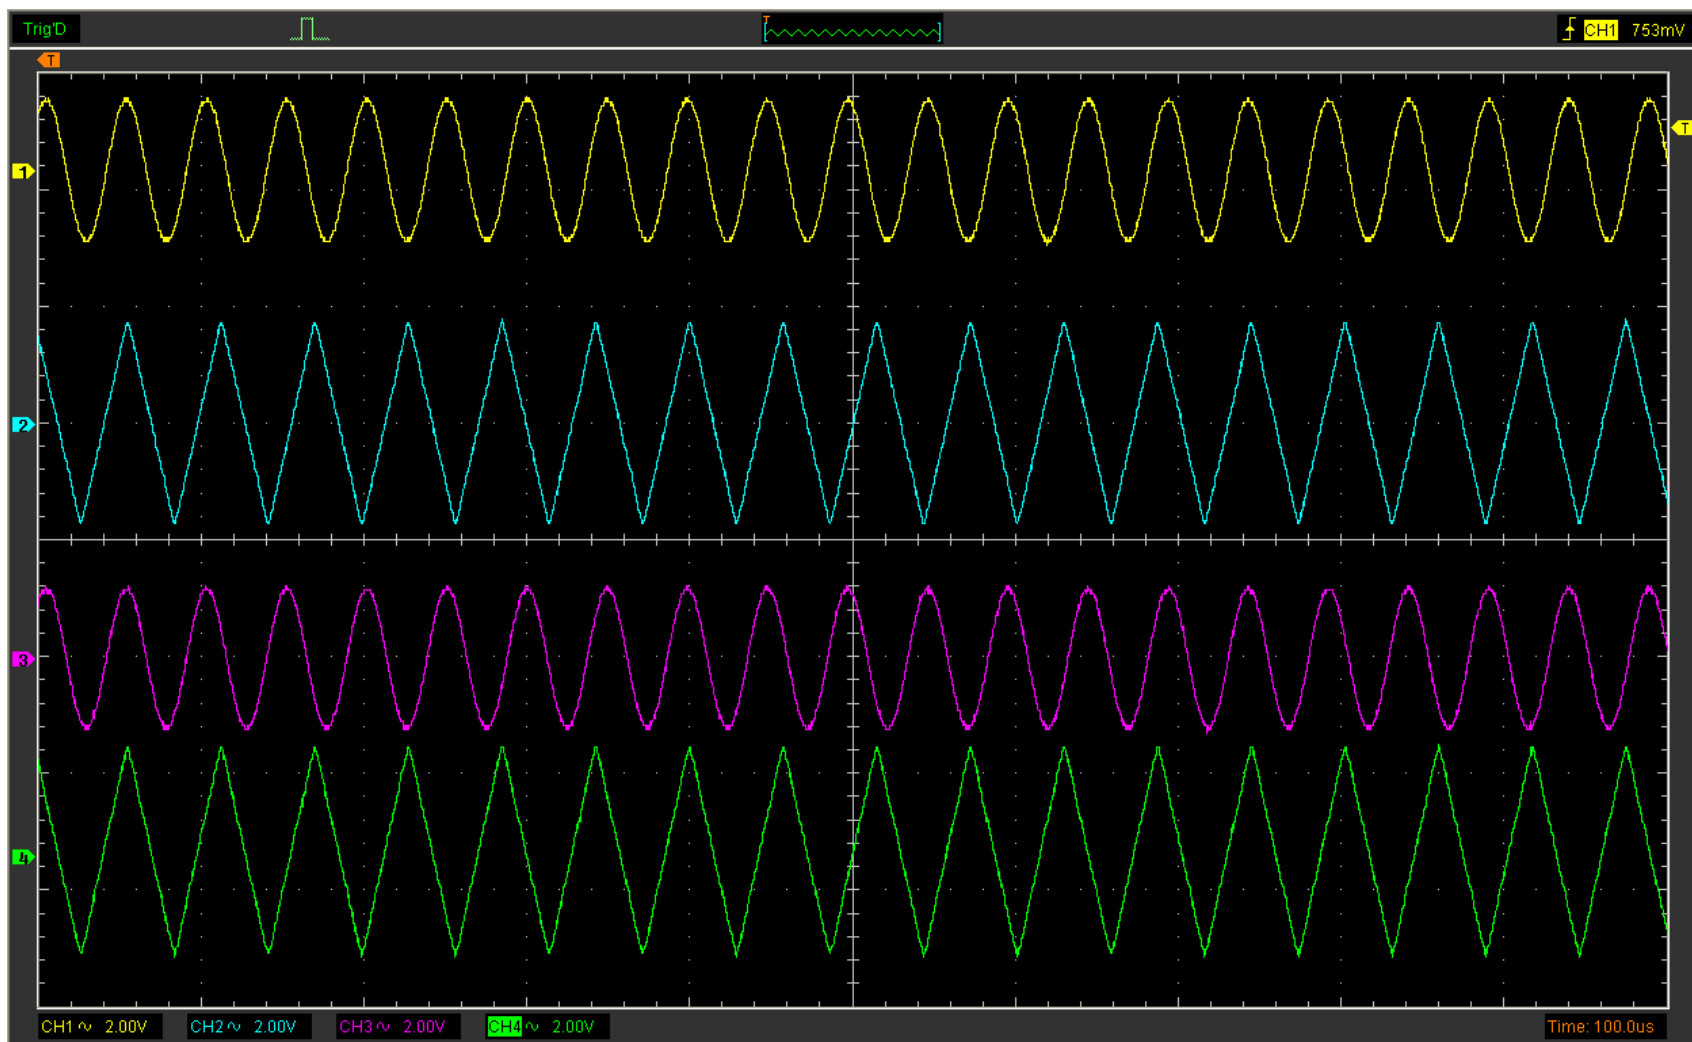 Trig'D
T
CH1 753mV
T
T
1
2
3
4
CH1 ~ 2.00V CH2 ~ 2.00V CH3 ~ 2.00V CH4 ~ 2.00V Time: 100.0us